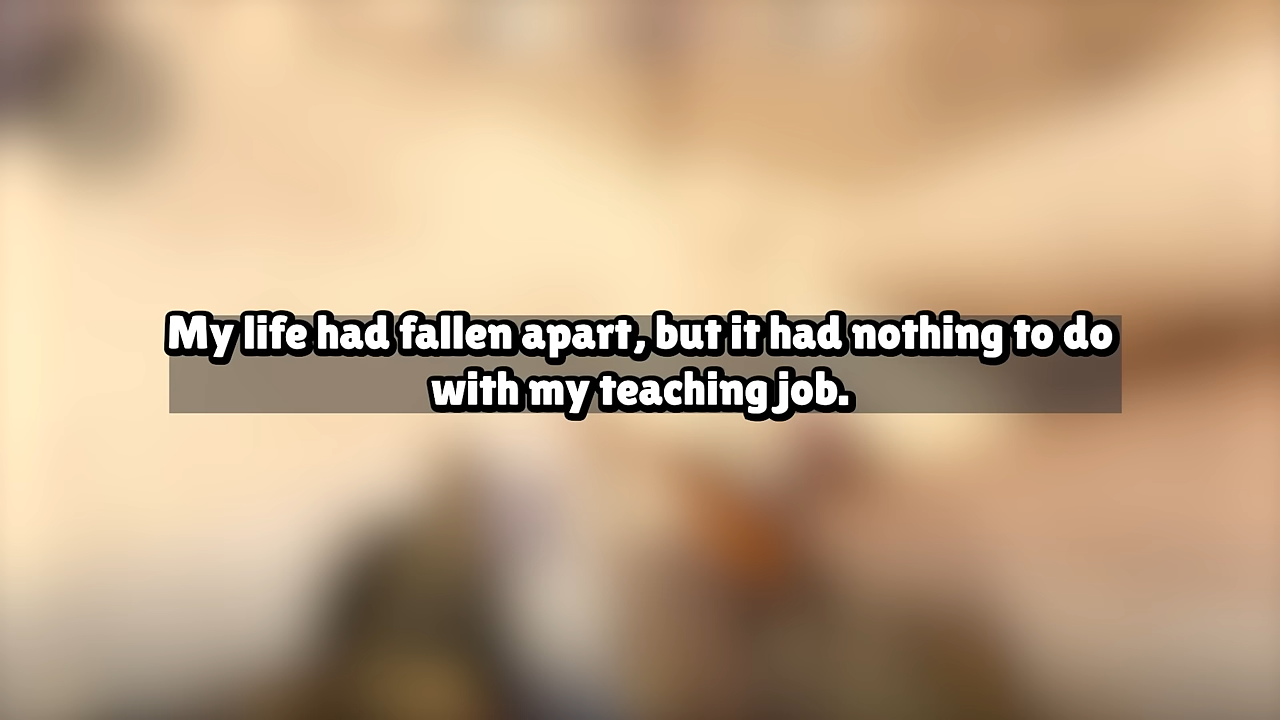 My life had fallen apart, but it had nothing to do
with my teaching job.